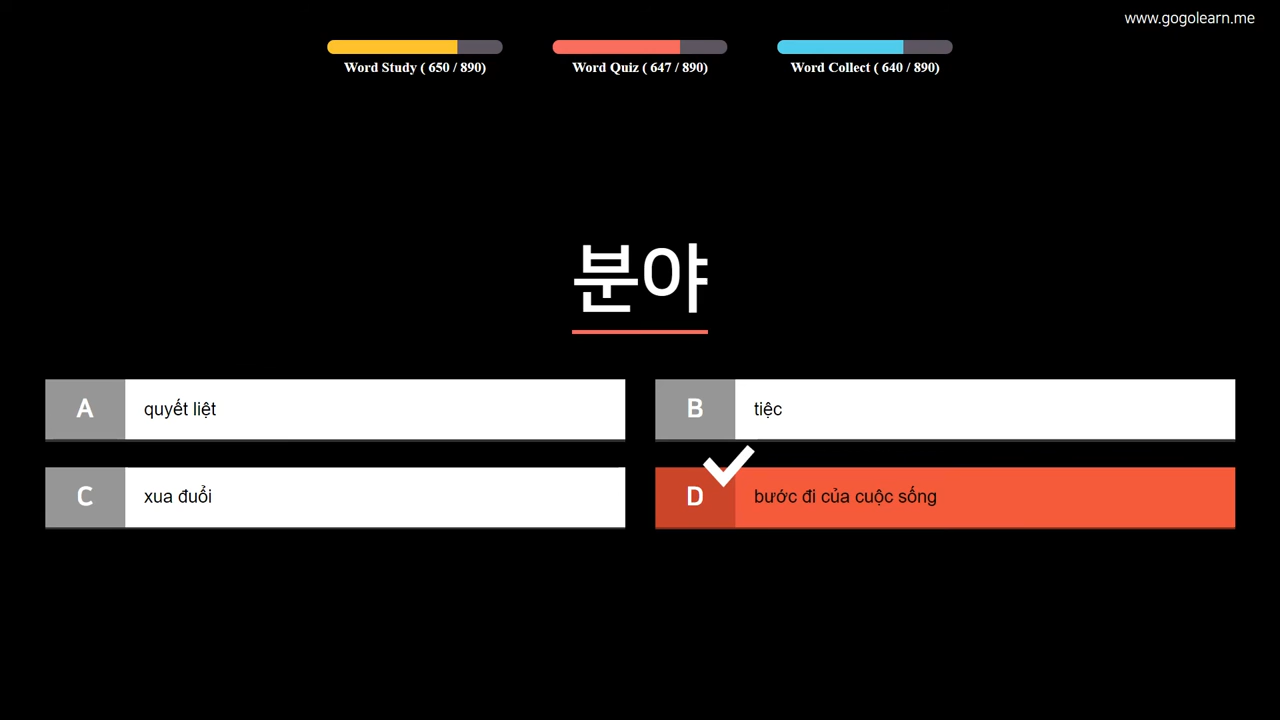 www.gogolearn.me
Word Study ( 650 / 890)
Word Quiz ( 647 / 890)
Word Collect ( 640 / 890)
분야
A quyết liệt
B tiệc
C xua đuổi
D bước đi của cuộc sống